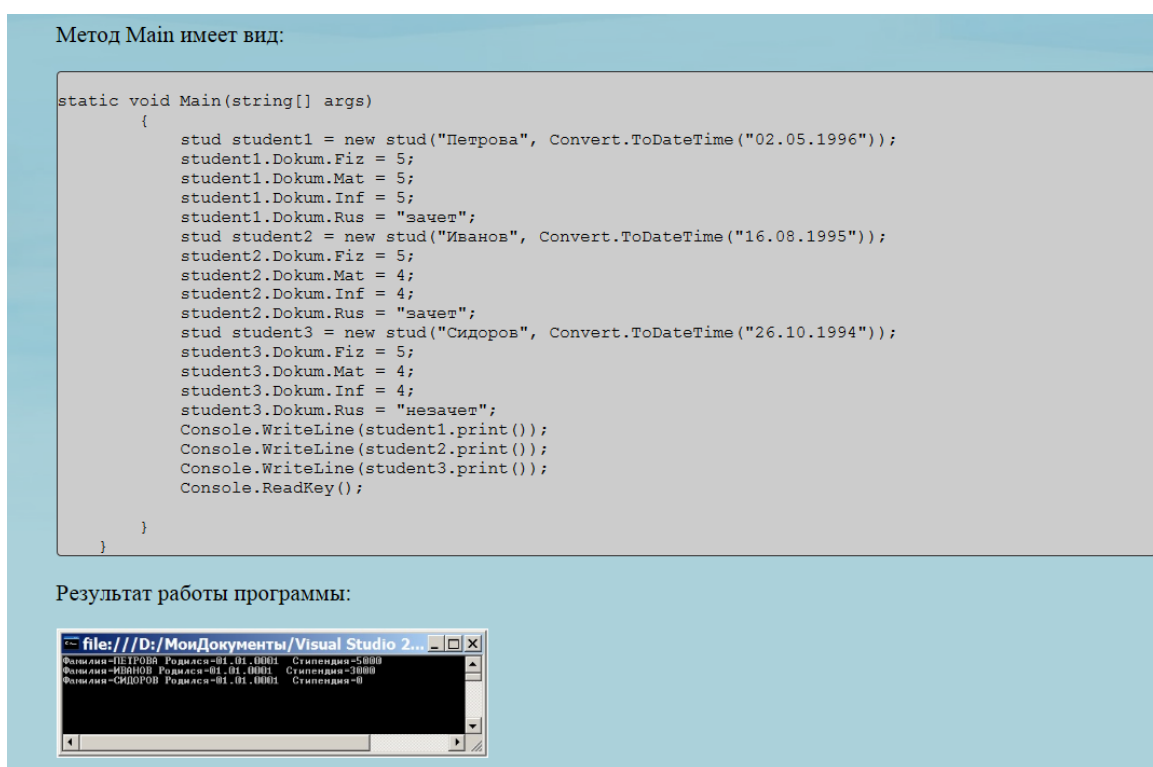 Метод Main имеет вид:
static void Main(string[] args)
{
stud student1 = new stud("Петрова", Convert.ToDateTime("02.05.1996"));
student1.Dokum.Fiz = 5;
student1.Dokum.Mat = 5;
student1.Dokum.Inf = 5;
student1.Dokum.Rus = "зачет";
stud student2 = new stud("Иванов", Convert.ToDateTime("16.08.1995"));
student2.Dokum.Fiz = 5;
student2.Dokum.Mat = 4;
student2.Dokum.Inf = 4;
student2.Dokum.Rus = "зачет";
stud student3 = new stud("Сидоров", Convert.ToDateTime("26.10.1994"));
student3.Dokum.Fiz = 5;
student3.Dokum.Mat = 4;
student3.Dokum.Inf = 4;
student3.Dokum.Rus = "незачет";
Console.WriteLine(student1.print());
Console.WriteLine(student2.print());
Console.WriteLine(student3.print());
Console.ReadKey();
}
}
Результат работы программы:
file:///D:/МоиДокументы/Visual Studio 2...
Фамилия=ПЕТРОВА Родился=01.01.0001 Стипендия=5000
Фамилия=ИВАНОВ Родился=01.01.0001 Стипендия=3000
Фамилия=СИДОРОВ Родился=01.01.0001 Стипендия=0